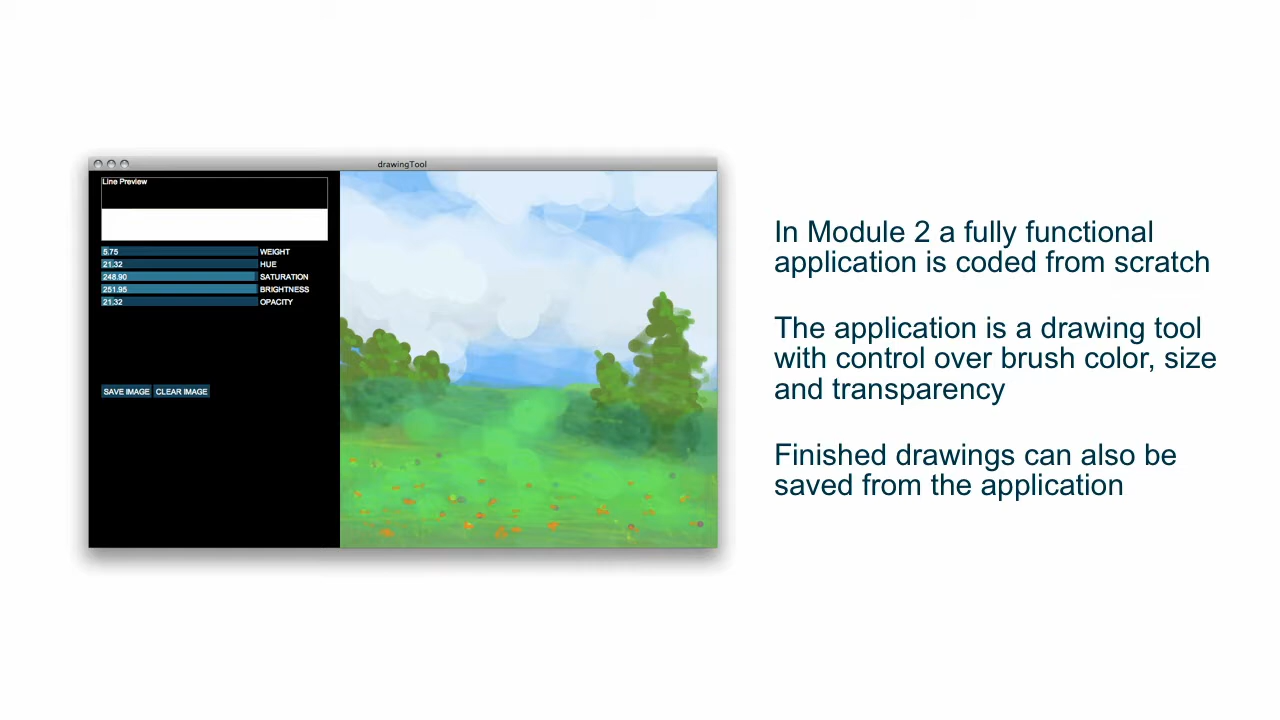 drawingTool
Line Preview
5.75 WEIGHT
21.32 HUE
248.90 SATURATION
251.95 BRIGHTNESS
21.32 OPACITY
SAVE IMAGE CLEAR IMAGE
In Module 2 a fully functional
application is coded from scratch
The application is a drawing tool
with control over brush color, size
and transparency
Finished drawings can also be
saved from the application